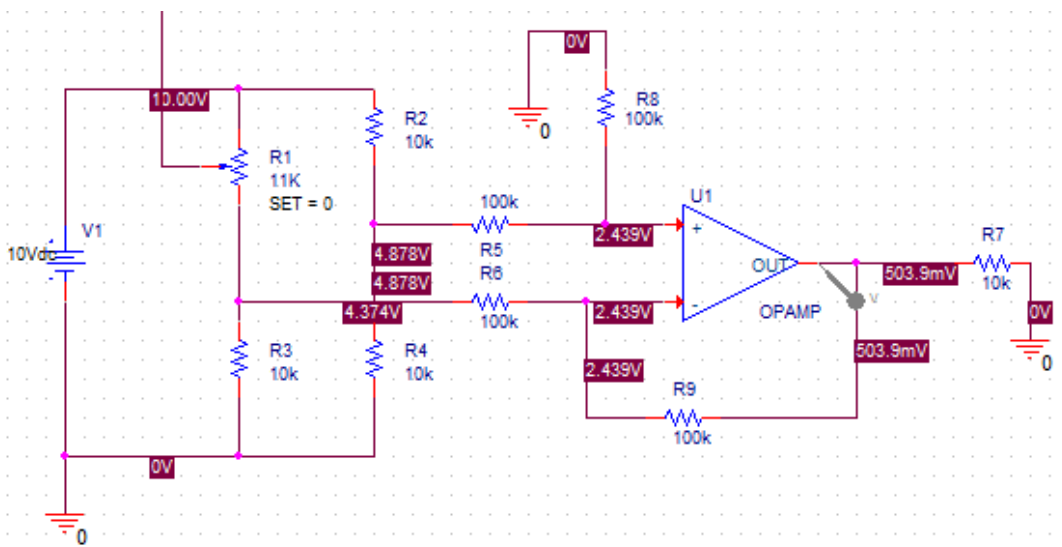 0V
10.00V
R2
10k
R8
100k
0
R1
11K
SET = 0
V1
10Vdc
100k
R5
U1
+
2.439V
4.878V
4.878V
R6
100k
4.374V
2.439V
-
OUT
OPAMP
R7
10k
503.9mV
V
0V
0
503.9mV
R3
10k
R4
10k
2.439V
R9
100k
0V
0